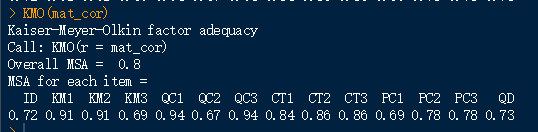 > KMO(mat_cor)
Kaiser-Meyer-Olkin factor adequacy
Call: KMO(r = mat_cor)
Overall MSA =  0.8
MSA for each item =
  ID  KM1  KM2  KM3  QC1  QC2  QC3  CT1  CT2  CT3  PC1  PC2  PC3   QD
0.72 0.91 0.91 0.69 0.94 0.67 0.94 0.84 0.86 0.86 0.69 0.78 0.78 0.73
>